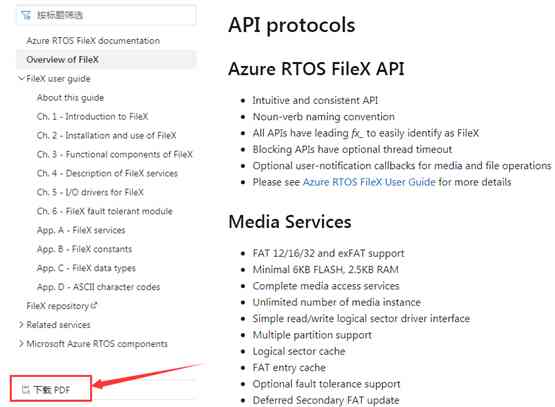 按标题筛选
Azure RTOS FileX documentation
Overview of FileX
FileX user guide
About this guide
Ch. 1 - Introduction to FileX
Ch. 2 - Installation and use of FileX
Ch. 3 - Functional components of FileX
Ch. 4 - Description of FileX services
Ch. 5 - I/O drivers for FileX
Ch. 6 - FileX fault tolerant module
App. A - FileX services
App. B - FileX constants
App. C - FileX data types
App. D - ASCII character codes
FileX repository
Related services
Microsoft Azure RTOS components
下载 PDF
API protocols
Azure RTOS FileX API
Intuitive and consistent API
Noun-verb naming convention
All APIs have leading fx_ to easily identify as FileX
Blocking APIs have optional thread timeout
Optional user-notification callbacks for media and file operations
Please see Azure RTOS FileX User Guide for more details
Media Services
FAT 12/16/32 and exFAT support
Minimal 6KB FLASH, 2.5KB RAM
Complete media access services
Unlimited number of media instance
Simple read/write logical sector driver interface
Multiple partition support
Logical sector cache
FAT entry cache
Optional fault tolerance support
Deferred Secondary FAT update